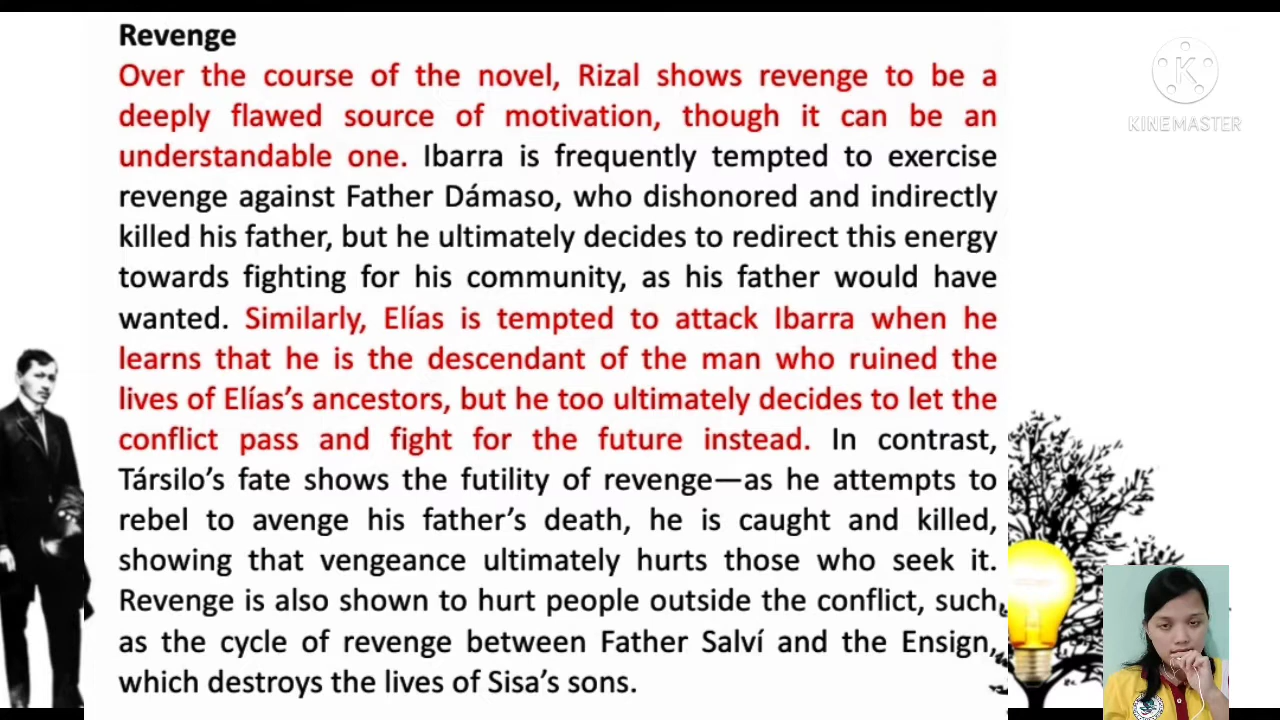 Revenge
Over the course of the novel, Rizal shows revenge to be a
deeply flawed source of motivation, though it can be an
understandable one. Ibarra is frequently tempted to exercise
revenge against Father Dámaso, who dishonored and indirectly
killed his father, but he ultimately decides to redirect this energy
towards fighting for his community, as his father would have
wanted. Similarly, Elías is tempted to attack Ibarra when he
learns that he is the descendant of the man who ruined the
lives of Elías’s ancestors, but he too ultimately decides to let the
conflict pass and fight for the future instead. In contrast,
Társilo’s fate shows the futility of revenge—as he attempts to
rebel to avenge his father’s death, he is caught and killed,
showing that vengeance ultimately hurts those who seek it.
Revenge is also shown to hurt people outside the conflict, such
as the cycle of revenge between Father Salví and the Ensign,
which destroys the lives of Sisa’s sons.
K
KINEMASTER